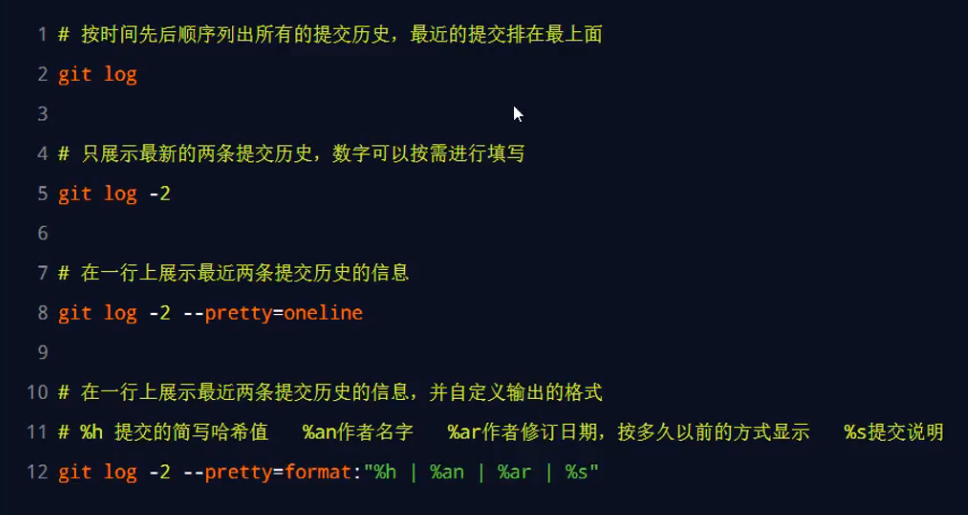 1 # 按时间先后顺序列出所有的提交历史，最近的提交排在最上面
2 git log
3
4 # 只展示最新的两条提交历史，数字可以按需进行填写
5 git log -2
6
7 # 在一行上展示最近两条提交历史的信息
8 git log -2 --pretty=oneline
9
10 # 在一行上展示最近两条提交历史的信息，并自定义输出的格式
11 # %h 提交的简写哈希值   %an作者名字   %ar作者修订日期，按多久以前的方式显示   %s提交说明
12 git log -2 --pretty=format:"%h | %an | %ar | %s"